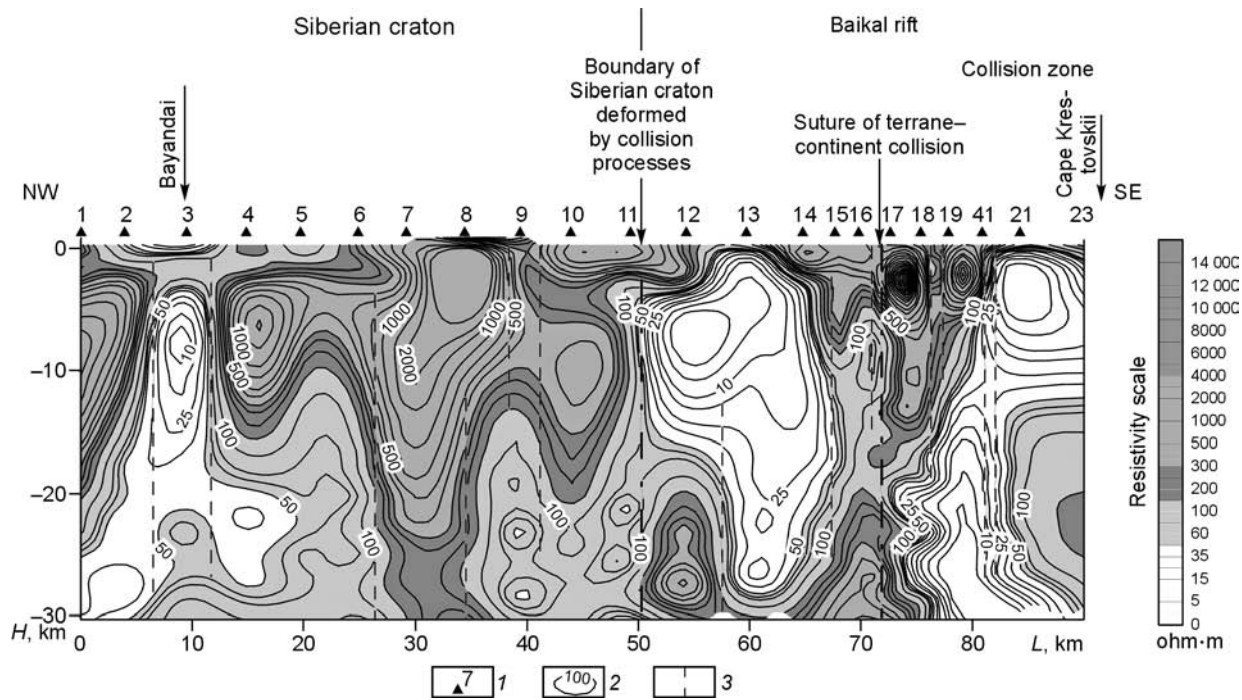 Siberian craton
Baikal rift
Boundary of
Siberian craton
deformed
by collision
processes
Collision zone
Suture of terrane–
continent collision
Bayandai
Cape Kres-
tovskii
NW
SE
1 2 3 4 5 6 7 8 9 10 11 12 13 14 15 16 17 18 19 41 21 23
0
−10
−20
−30
H, km
0 10 20 30 40 50 60 70 80 L, km
50
10
25
100
1000
500
50
50
100
1000
2000
500
1000
500
100
100
100
50
25
10
25
50
100
100
500
100
25
25
50
100
10
25
50
100
Resistivity scale
14 000
12 000
10 000
8000
6000
4000
2000
1000
500
300
200
100
60
35
15
5
0
ohm·m
7 1
100 2
3